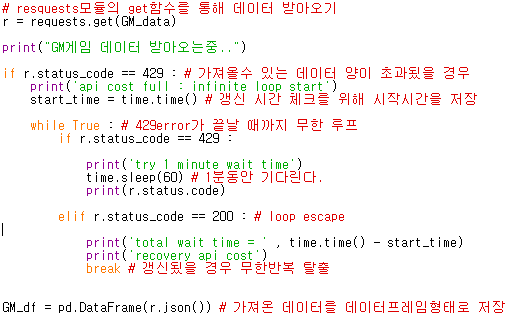 # resquests모듈의 get함수를 통해 데이터 받아오기
r = requests.get(GM_data)
print("GM게임 데이터 받아오는중..")
if r.status_code == 429 : # 가져올수 있는 데이터 양이 초과됬을 경우
print('api cost full : infinite loop start')
start_time = time.time() # 갱신 시간 체크를 위해 시작시간을 저장
while True : # 429error가 끝날 때까지 무한 루프
if r.status_code == 429 :
print('try 1 minute wait time')
time.sleep(60) # 1분동안 기다린다.
print(r.status.code)
elif r.status_code == 200 : # loop escape
print('total wait time = ' , time.time() - start_time)
print('recovery api cost')
break # 갱신됬을 경우 무한반복 탈출
GM_df = pd.DataFrame(r.json()) # 가져온 데이터를 데이터프레임형태로 저장